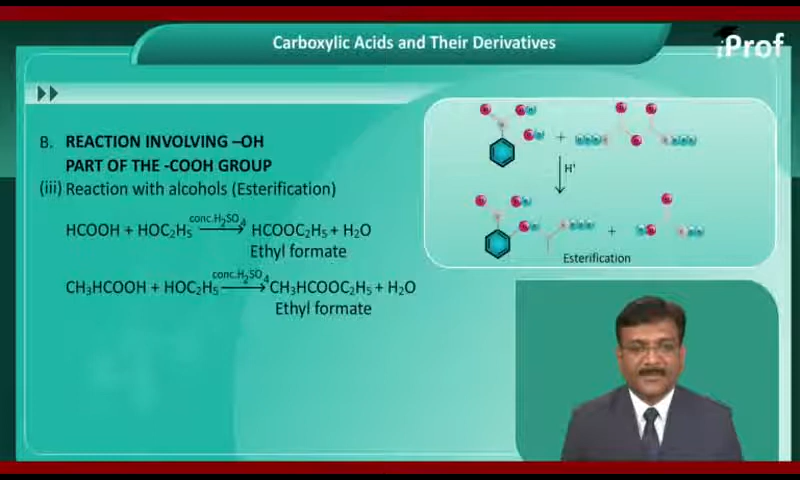 Carboxylic Acids and Their Derivatives
iProf
B. REACTION INVOLVING –OH
PART OF THE -COOH GROUP
(iii) Reaction with alcohols (Esterification)
conc.H₂SO₄
HCOOH + HOC₂H₅ ⟶ HCOOC₂H₅ + H₂O
Ethyl formate
conc.H₂SO₄
CH₃HCOOH + HOC₂H₅ ⟶ CH₃HCOOC₂H₅ + H₂O
Ethyl formate
+
H⁺
+
Esterification